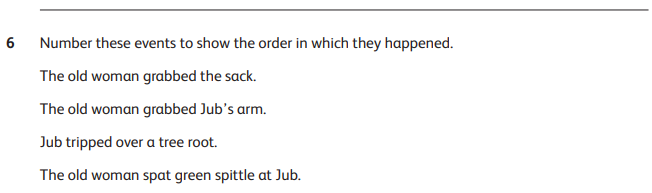 6 Number these events to show the order in which they happened.
The old woman grabbed the sack.
The old woman grabbed Jub's arm.
Jub tripped over a tree root.
The old woman spat green spittle at Jub.